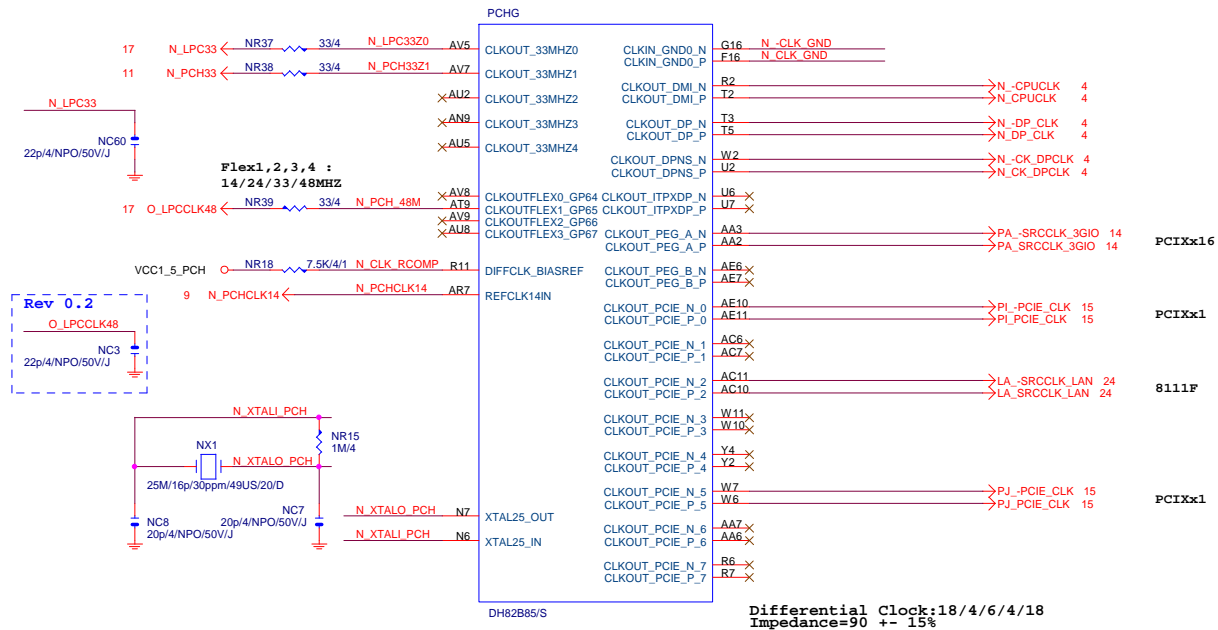 PCHG
17 N_LPC33 NR37 33/4 N_LPC33Z0 AV5 CLKOUT_33MHZ0
11 N_PCH33 NR38 33/4 N_PCH33Z1 AV7 CLKOUT_33MHZ1
AU2 CLKOUT_33MHZ2
AN9 CLKOUT_33MHZ3
AU5 CLKOUT_33MHZ4
N_LPC33
NC60
22p/4/NPO/50V/J
Flex1,2,3,4 :
14/24/33/48MHZ
AV8 CLKOUTFLEX0_GP64
17 O_LPCCLK48 NR39 33/4 N_PCH_48M AT9 CLKOUTFLEX1_GP65
AV9 CLKOUTFLEX2_GP66
AU8 CLKOUTFLEX3_GP67
VCC1_5_PCH NR18 7.5K/4/1 N_CLK_RCOMP R11 DIFFCLK_BIASREF
9 N_PCHCLK14 N_PCHCLK14 AR7 REFCLK14IN
Rev 0.2
O_LPCCLK48
NC3
22p/4/NPO/50V/J
N_XTALI_PCH
NR15
1M/4
NX1
N_XTALO_PCH
25M/16p/30ppm/49US/20/D
NC8
20p/4/NPO/50V/J
NC7
20p/4/NPO/50V/J
N_XTALO_PCH N7 XTAL25_OUT
N_XTALI_PCH N6 XTAL25_IN
CLKIN_GND0_N G16 N_-CLK_GND
CLKIN_GND0_P F16 N_CLK_GND
CLKOUT_DMI_N R2 N_-CPUCLK 4
CLKOUT_DMI_P T2 N_CPUCLK 4
CLKOUT_DP_N T3 N_-DP_CLK 4
CLKOUT_DP_P T5 N_DP_CLK 4
CLKOUT_DPNS_N W2 N_-CK_DPCLK 4
CLKOUT_DPNS_P U2 N_CK_DPCLK 4
CLKOUT_ITPXDP_N U6
CLKOUT_ITPXDP_P U7
CLKOUT_PEG_A_N AA3 PA_-SRCCLK_3GIO 14
CLKOUT_PEG_A_P AA2 PA_SRCCLK_3GIO 14
PCIXx16
CLKOUT_PEG_B_N AE6
CLKOUT_PEG_B_P AE7
CLKOUT_PCIE_N_0 AE10 PI_-PCIE_CLK 15
CLKOUT_PCIE_P_0 AE11 PI_PCIE_CLK 15
PCIXx1
CLKOUT_PCIE_N_1 AC6
CLKOUT_PCIE_P_1 AC7
CLKOUT_PCIE_N_2 AC11 LA_-SRCCLK_LAN 24
CLKOUT_PCIE_P_2 AC10 LA_SRCCLK_LAN 24
8111F
CLKOUT_PCIE_N_3 W11
CLKOUT_PCIE_P_3 W10
CLKOUT_PCIE_N_4 Y4
CLKOUT_PCIE_P_4 Y2
CLKOUT_PCIE_N_5 W7 PJ_-PCIE_CLK 15
CLKOUT_PCIE_P_5 W6 PJ_PCIE_CLK 15
PCIXx1
CLKOUT_PCIE_N_6 AA7
CLKOUT_PCIE_P_6 AA6
CLKOUT_PCIE_N_7 R6
CLKOUT_PCIE_P_7 R7
DH82B85/S
Differential Clock:18/4/6/4/18
Impedance=90 +- 15%